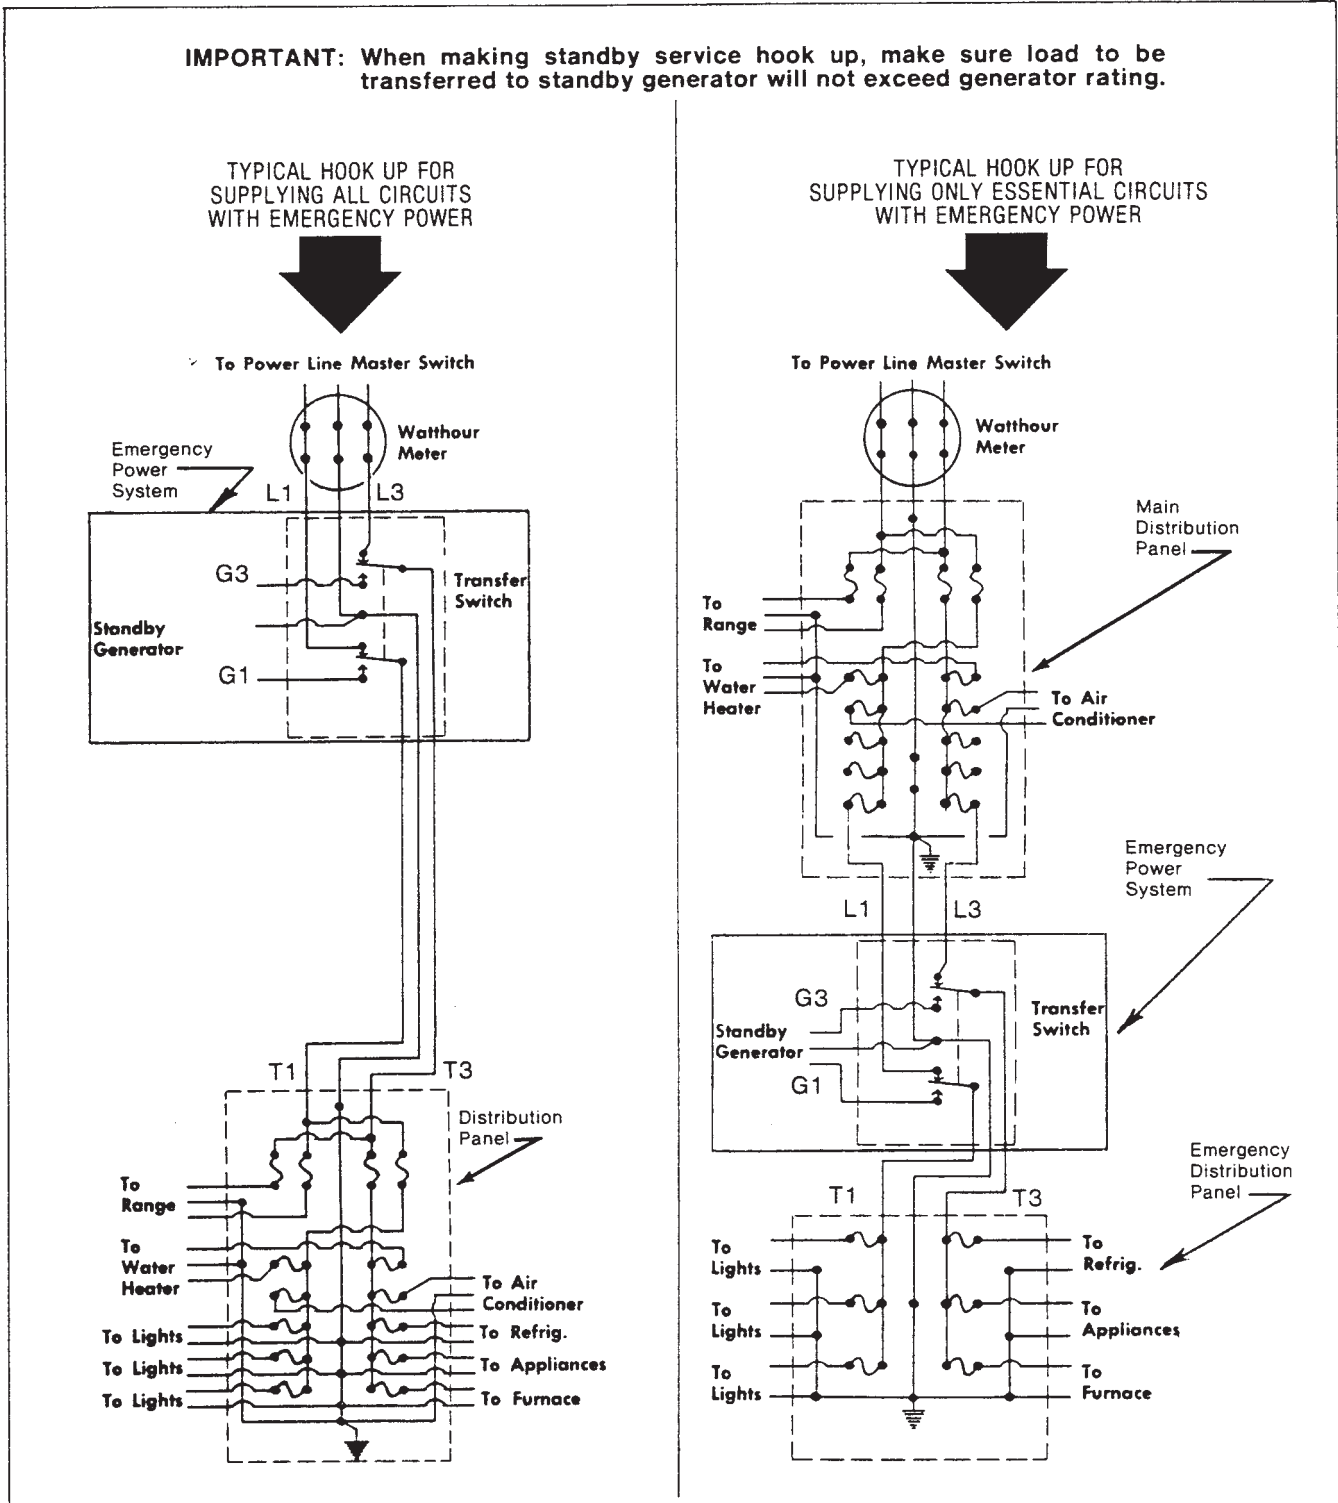 IMPORTANT: When making standby service hook up, make sure load to be
transferred to standby generator will not exceed generator rating.
TYPICAL HOOK UP FOR
SUPPLYING ALL CIRCUITS
WITH EMERGENCY POWER
To Power Line Master Switch
Watthour
Meter
Emergency
Power
System
L1
L3
G3
Transfer
Switch
Standby
Generator
G1
T1
T3
Distribution
Panel
To
Range
To
Water
Heater
To Air
Conditioner
To Lights
To Refrig.
To Lights
To Appliances
To Lights
To Furnace
TYPICAL HOOK UP FOR
SUPPLYING ONLY ESSENTIAL CIRCUITS
WITH EMERGENCY POWER
To Power Line Master Switch
Watthour
Meter
Main
Distribution
Panel
To
Range
To
Water
Heater
To Air
Conditioner
Emergency
Power
System
L1
L3
G3
Transfer
Switch
Standby
Generator
G1
Emergency
Distribution
Panel
T1
T3
To
Lights
To
Refrig.
To
Lights
To
Appliances
To
Lights
To
Furnace